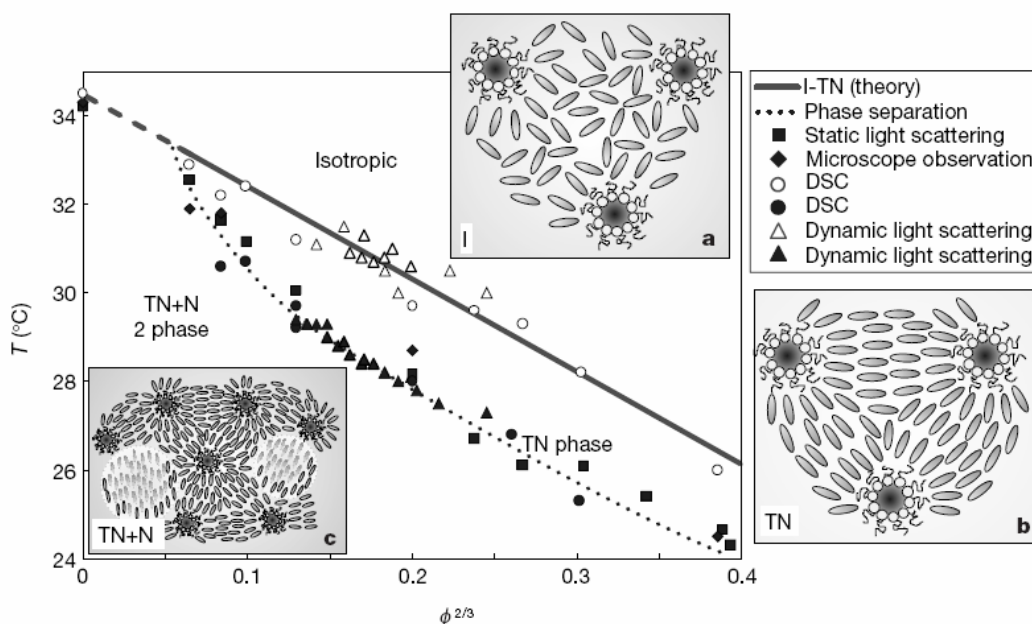 34
32
30
28
26
24
T (°C)
0
0.1
0.2
0.3
0.4
ϕ²ᐟ³
Isotropic
TN+N
2 phase
TN phase
I
a
I-TN (theory)
Phase separation
Static light scattering
Microscope observation
DSC
DSC
Dynamic light scattering
Dynamic light scattering
TN
b
TN+N
c